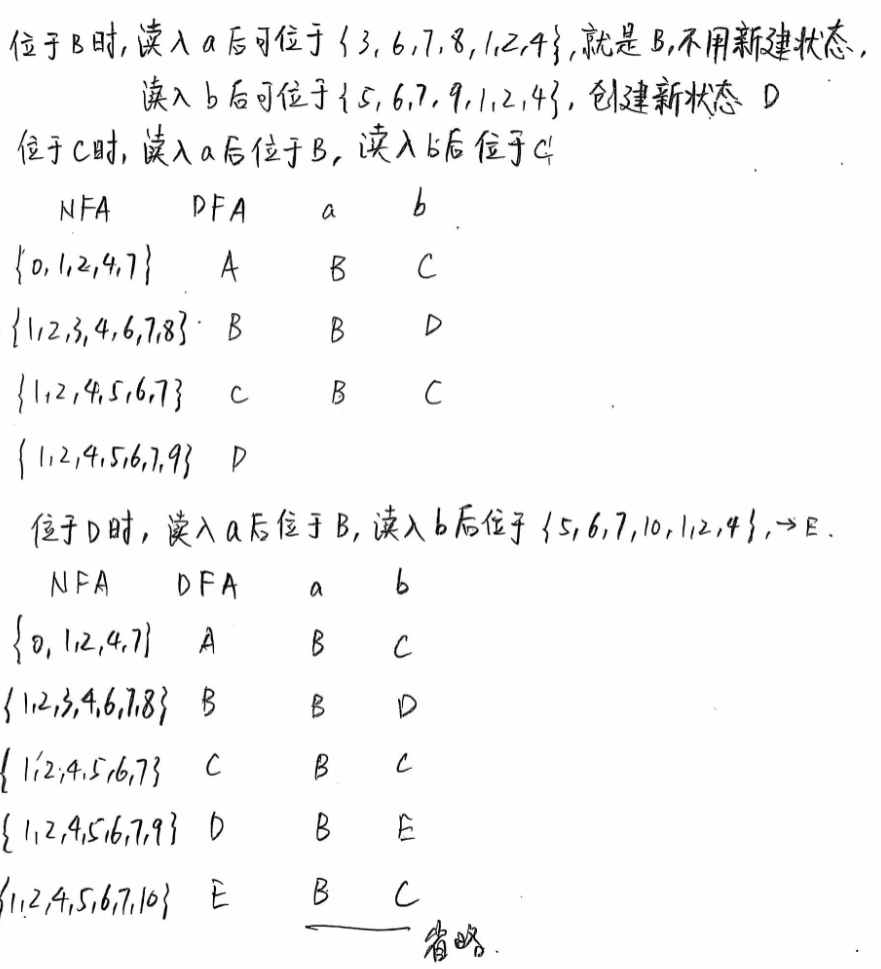 位于B时,读入a后可位于{3,6,7,8,1,2,4},就是B,不用新建状态,
读入b后可位于{5,6,7,9,1,2,4},创建新状态 D
位于C时,读入a后位于B,读入b后位于C
NFA DFA a b
{0,1,2,4,7} A B C
{1,2,3,4,6,7,8} B B D
{1,2,4,5,6,7} C B C
{1,2,4,5,6,7,9} D
位于D时,读入a后位于B,读入b后位于{5,6,7,10,1,2,4},→E.
NFA DFA a b
{0,1,2,4,7} A B C
{1,2,3,4,6,7,8} B B D
{1,2,4,5,6,7} C B C
{1,2,4,5,6,7,9} D B E
{1,2,4,5,6,7,10} E B C
省略.